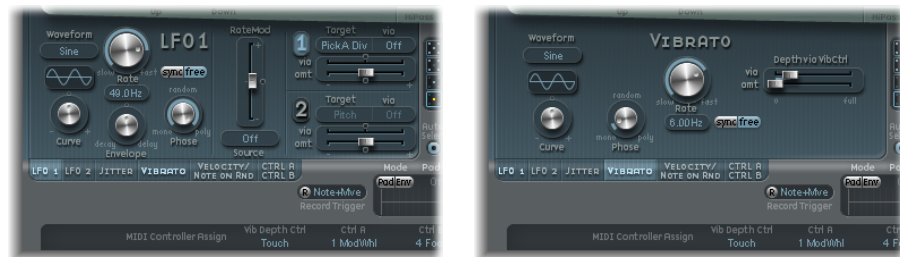 Up Down
Waveform
LFO1
RateMod
Target via
Sine
1 PickA Div Off
slow fast
Rate
sync free
via
amt
49.0Hz
random
2 Target via
Pitch Off
Curve
decay delay
Envelope
mono poly
Phase
Off
Source
via
amt
LFO 1 LFO 2 JITTER VIBRATO VELOCITY/ NOTE ON RND CTRL A CTRL B
Mode
Pad Env
R Note+Mve
Record Trigger
MIDI Controller Assign
Vib Depth Ctrl
Touch
Ctrl A
1 ModWhl
Up Down
Waveform
VIBRATO
Sine
DepthviaVibCtrl
via
amt
0 full
random
slow fast
Rate
Curve
mono poly
Phase
6.00Hz
sync free
LFO 1 LFO 2 JITTER VIBRATO VELOCITY/ NOTE ON RND CTRL A CTRL B
Mode
Pad Env
R Note+Mve
Record Trigger
MIDI Controller Assign
Vib Depth Ctrl
Touch
Ctrl A
1 ModWhl